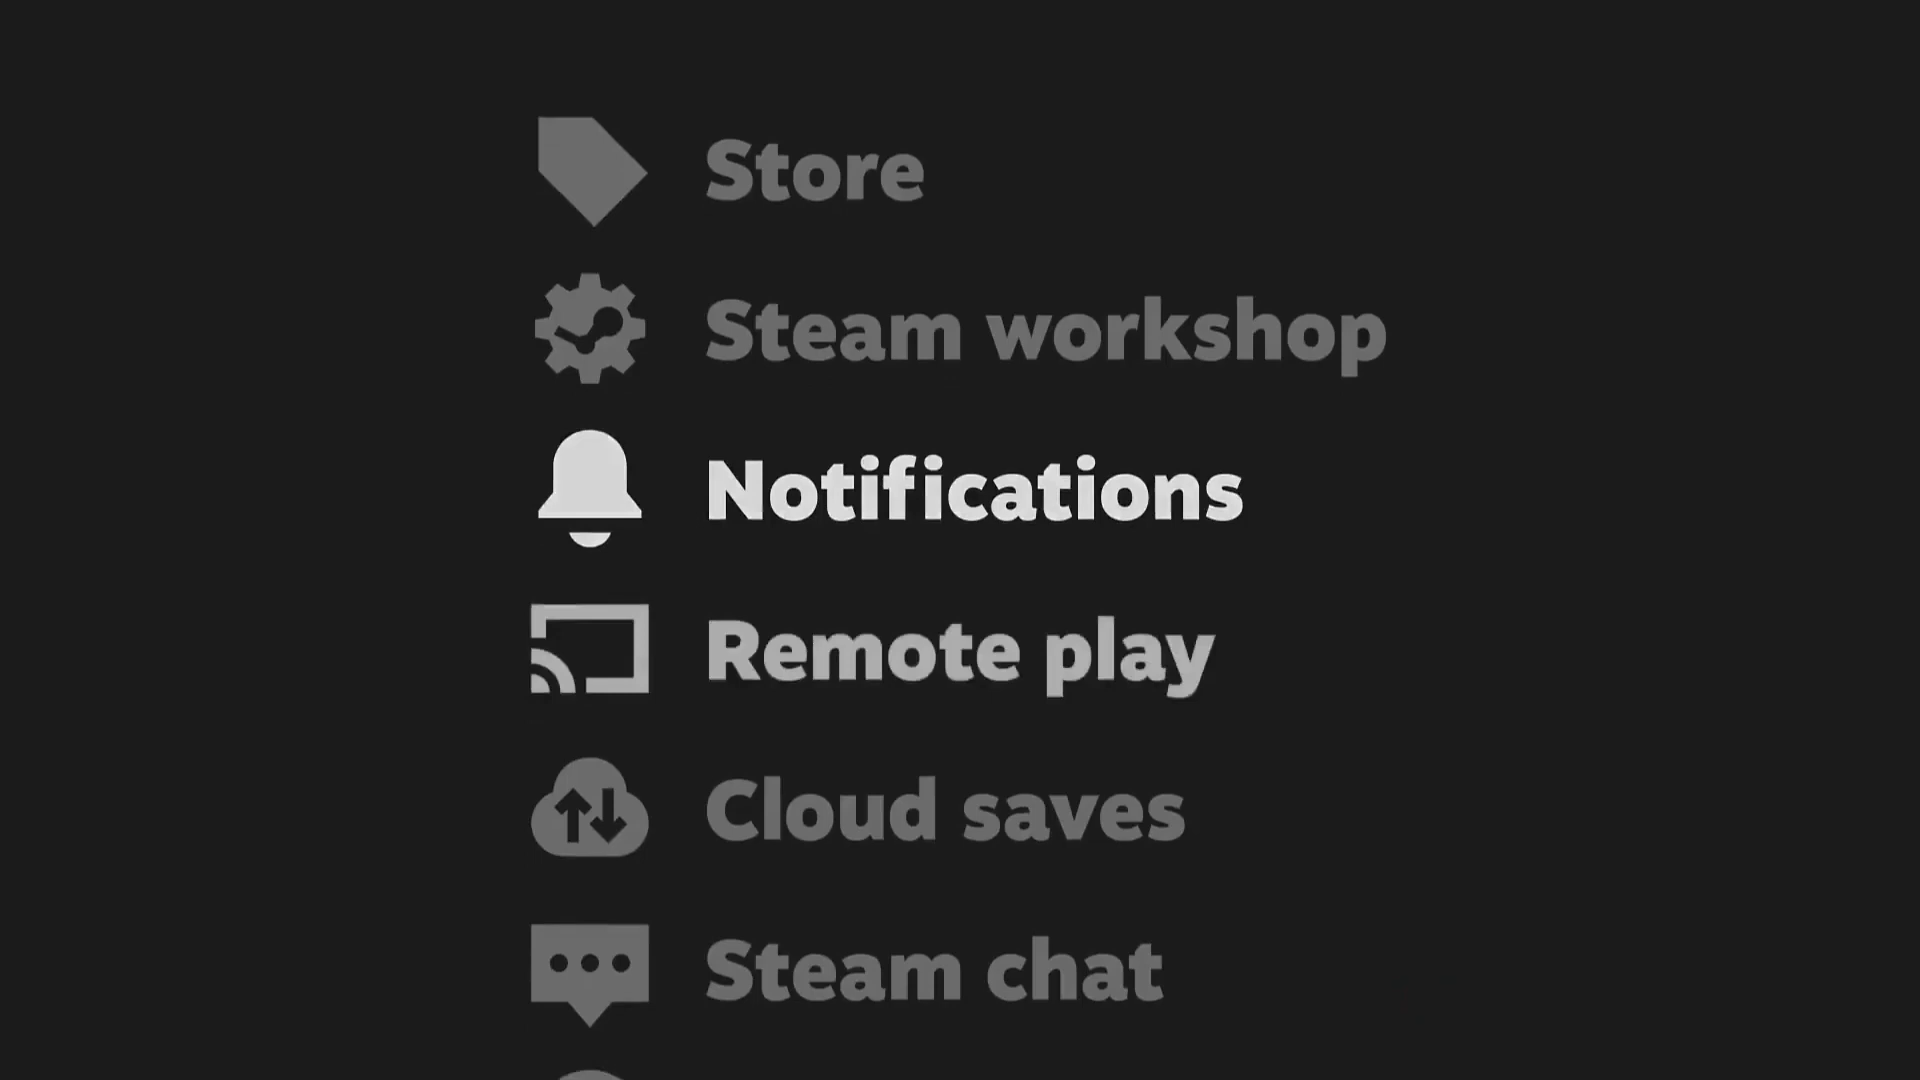 Store
Steam workshop
Notifications
Remote play
Cloud saves
Steam chat